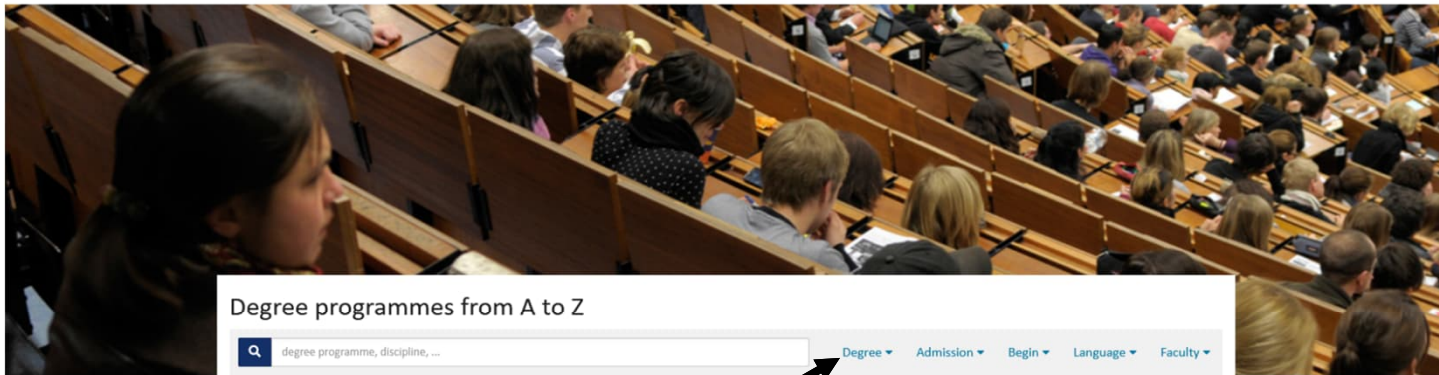 Degree programmes from A to Z
degree programme, discipline, ...
Degree Admission Begin Language Faculty